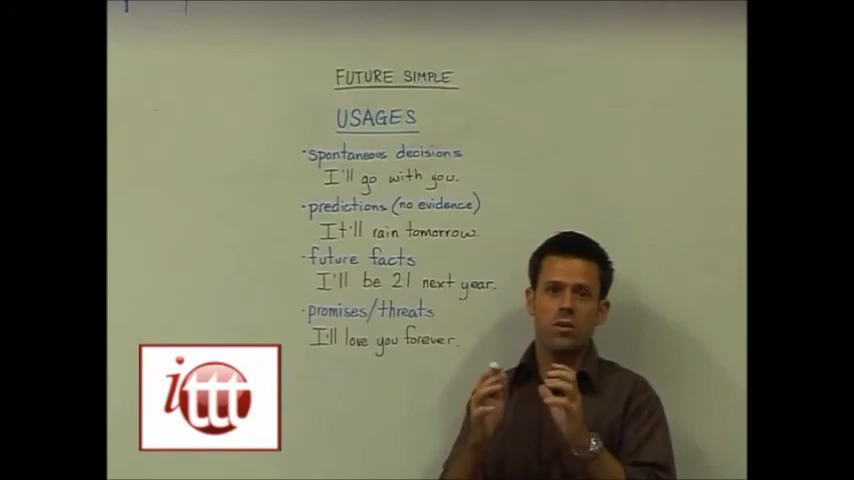 FUTURE SIMPLE
USAGES
· spontaneous decisions
I'll go with you.
· predictions (no evidence)
It'll rain tomorrow.
· future facts
I'll be 21 next year.
· promises/threats
I'll love you forever.
ittt